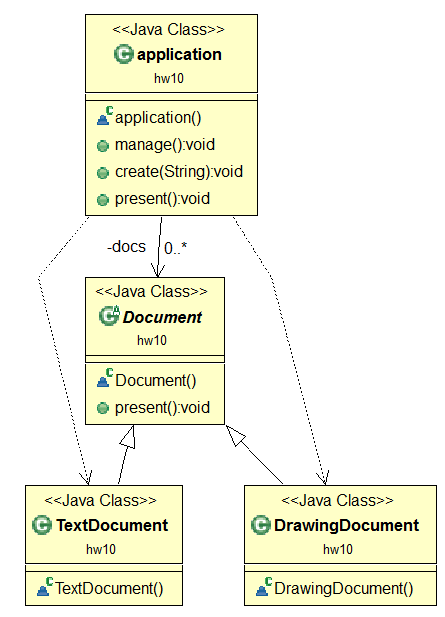 <<Java Class>>
application
hw10
application()
manage():void
create(String):void
present():void
-docs 0..*
<<Java Class>>
Document
hw10
Document()
present():void
<<Java Class>>
TextDocument
hw10
TextDocument()
<<Java Class>>
DrawingDocument
hw10
DrawingDocument()